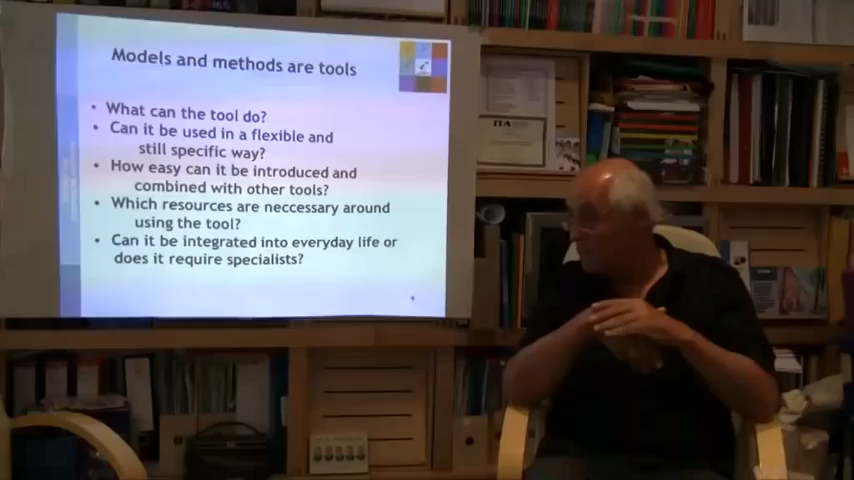 Models and methods are tools
• What can the tool do?
• Can it be used in a flexible and
still specific way?
• How easy can it be introduced and
combined with other tools?
• Which resources are neccessary around
using the tool?
• Can it be integrated into everyday life or
does it require specialists?
ITA